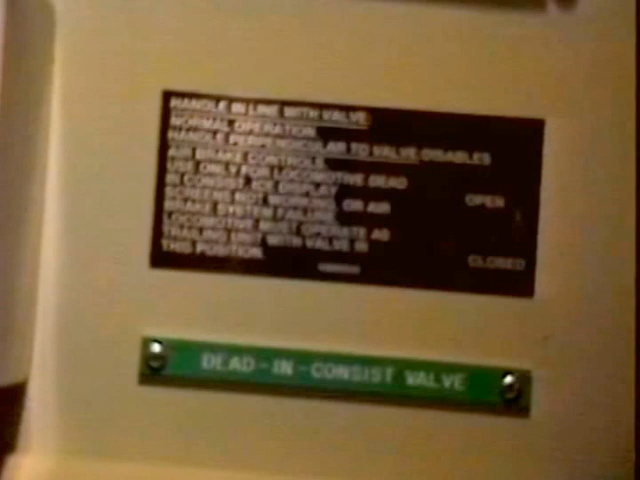 HANDLE IN LINE WITH VALVE
NORMAL OPERATION.
HANDLE PERPENDICULAR TO VALVE DISABLES
AIR BRAKE CONTROLS.
USE ONLY FOR LOCOMOTIVE DEAD
IN CONSIST, ICE DISPLAY
IS NOT WORKING, OR AIR
BRAKE SYSTEM FAILURE.
LOCOMOTIVE MUST OPERATE AS
TRAILING UNIT WITH VALVE IN
THIS POSITION.
OPEN
CLOSED
DEAD-IN-CONSIST VALVE